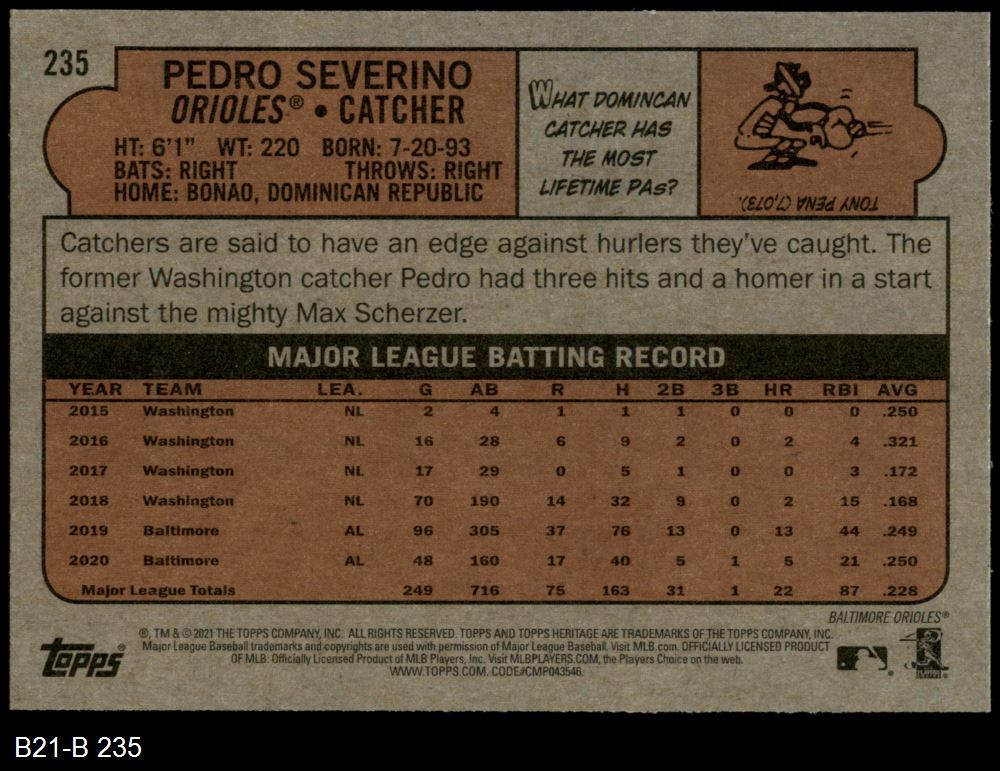 235
PEDRO SEVERINO
ORIOLES® • CATCHER
HT: 6'1" WT: 220 BORN: 7-20-93
BATS: RIGHT THROWS: RIGHT
HOME: BONAO, DOMINICAN REPUBLIC
WHAT DOMINCAN
CATCHER HAS
THE MOST
LIFETIME PAs?
TONY PENA (7,073).
Catchers are said to have an edge against hurlers they've caught. The
former Washington catcher Pedro had three hits and a homer in a start
against the mighty Max Scherzer.
MAJOR LEAGUE BATTING RECORD
YEAR TEAM LEA. G AB R H 2B 3B HR RBI AVG
2015 Washington NL 2 4 1 1 1 0 0 0 .250
2016 Washington NL 16 28 6 9 2 0 2 4 .321
2017 Washington NL 17 29 0 5 1 0 0 3 .172
2018 Washington NL 70 190 14 32 9 0 2 15 .168
2019 Baltimore AL 96 305 37 76 13 0 13 44 .249
2020 Baltimore AL 48 160 17 40 5 1 5 21 .250
Major League Totals 249 716 75 163 31 1 22 87 .228
BALTIMORE ORIOLES®
topps®
®, TM & © 2021 THE TOPPS COMPANY, INC. ALL RIGHTS RESERVED. TOPPS AND TOPPS HERITAGE ARE TRADEMARKS OF THE TOPPS COMPANY, INC.
Major League Baseball trademarks and copyrights are used with permission of Major League Baseball. Visit MLB.com. OFFICIALLY LICENSED PRODUCT
OF MLB. Officially Licensed Product of MLB Players, Inc. Visit MLBPLAYERS.COM, the Players Choice on the web.
WWW.TOPPS.COM. CODE#CMP043546.
B21-B 235